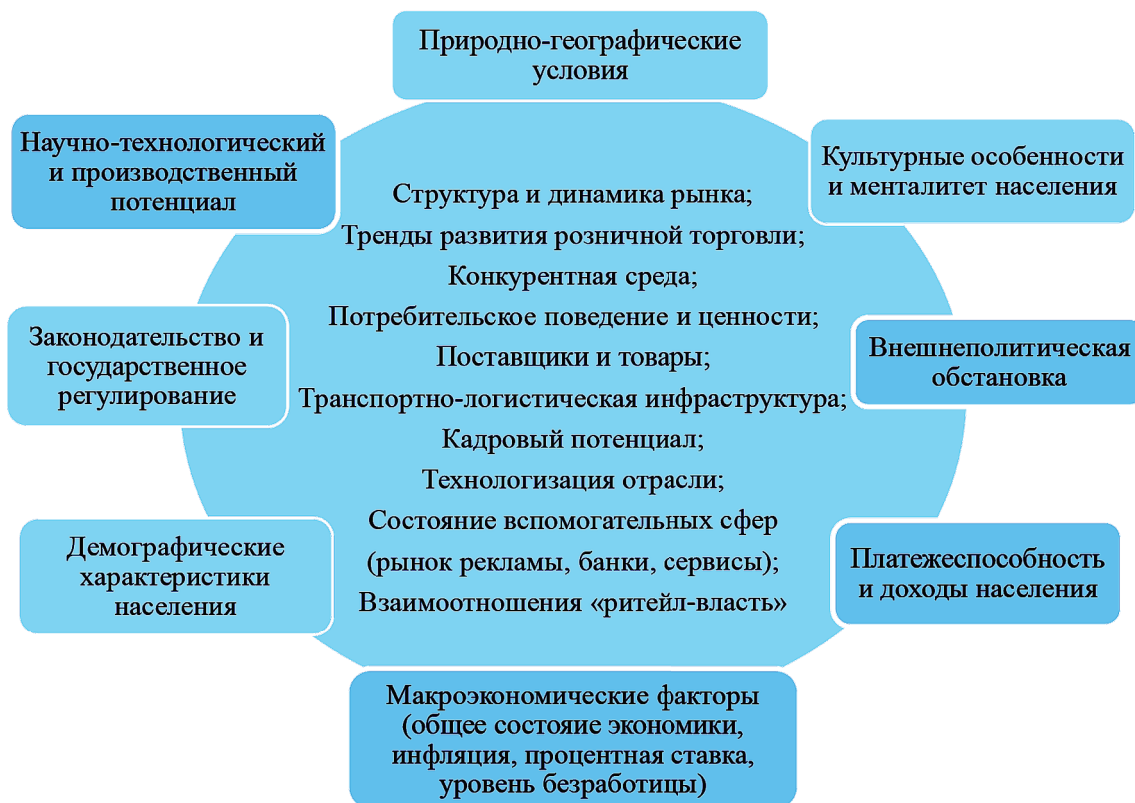 Природно-географические
условия
Научно-технологический
и производственный
потенциал
Культурные особенности
и менталитет населения
Структура и динамика рынка;
Тренды развития розничной торговли;
Конкурентная среда;
Потребительское поведение и ценности;
Поставщики и товары;
Транспортно-логистическая инфраструктура;
Кадровый потенциал;
Технологизация отрасли;
Состояние вспомогательных сфер
(рынок рекламы, банки, сервисы);
Взаимоотношения «ритейл-власть»
Законодательство и
государственное
регулирование
Внешнеполитическая
обстановка
Демографические
характеристики
населения
Платежеспособность
и доходы населения
Макроэкономические факторы
(общее состояие экономики,
инфляция, процентная ставка,
уровень безработицы)